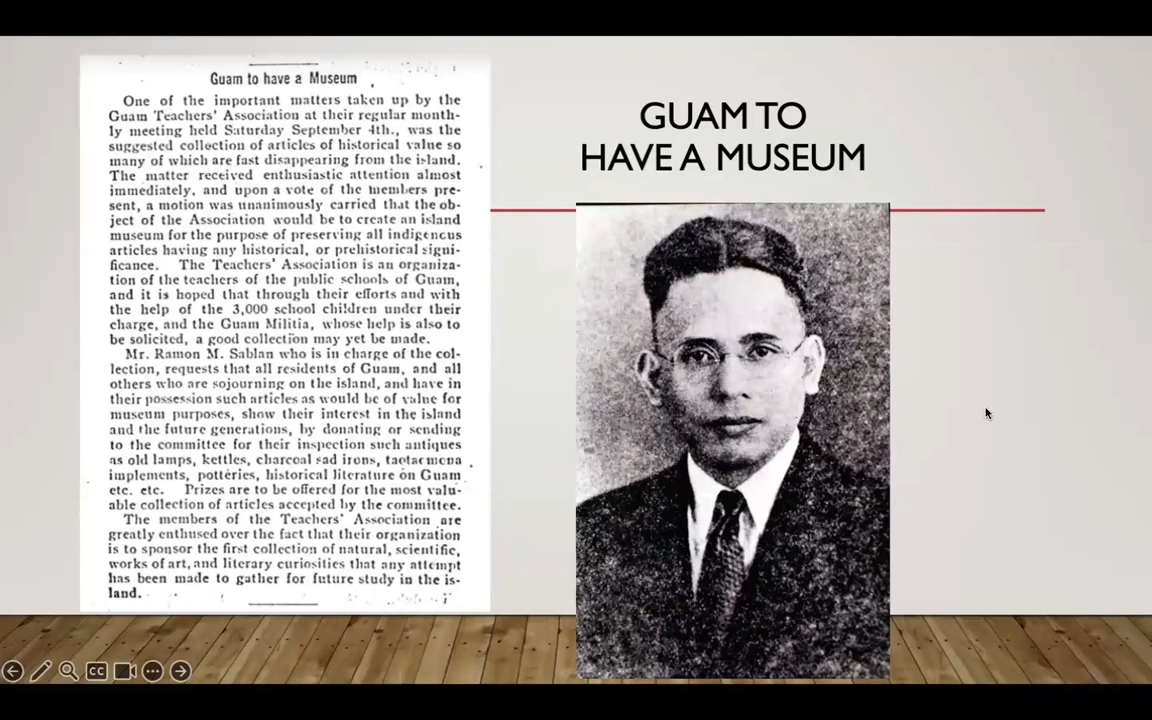 Guam to have a Museum
One of the important matters taken up by the
Guam Teachers' Association at their regular month-
ly meeting held Saturday September 4th., was the
suggested collection of articles of historical value so
many of which are fast disappearing from the island.
The matter received enthusiastic attention almost
immediately, and upon a vote of the members pre-
sent, a motion was unanimously carried that the ob-
ject of the Association would be to create an island
museum for the purpose of preserving all indigenous
articles having any historical, or prehistorical signi-
ficance. The Teachers' Association is an organiza-
tion of the teachers of the public schools of Guam,
and it is hoped that through their efforts and with
the help of the 3,000 school children under their
charge, and the Guam Militia, whose help is also to
be solicited, a good collection may yet be made.
Mr. Ramon M. Sablan who is in charge of the col-
lection, requests that all residents of Guam, and all
others who are sojourning on the island, and have in
their possession such articles as would be of value for
museum purposes, show their interest in the island
and the future generations, by donating or sending
to the committee for their inspection such antiques
as old lamps, kettles, charcoal sad irons, taotaomona
implements, potteries, historical literature on Guam
etc. etc. Prizes are to be offered for the most valu-
able collection of articles accepted by the committee.
The members of the Teachers' Association are
greatly enthused over the fact that their organization
is to sponsor the first collection of natural, scientific,
works of art, and literary curiosities that any attempt
has been made to gather for future study in the is-
land.
GUAM TO
HAVE A MUSEUM
CC